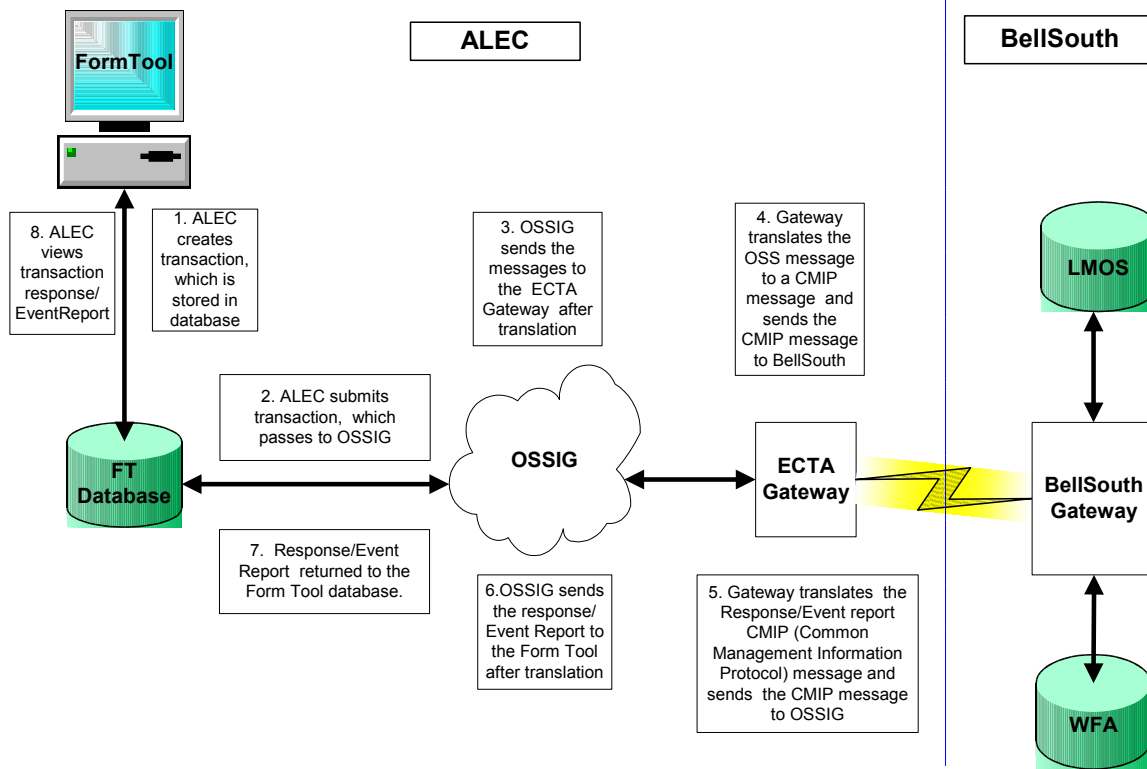 FormTool
ALEC
BellSouth
8. ALEC
views
transaction
response/
EventReport
1. ALEC
creates
transaction,
which is
stored in
database
3. OSSIG
sends the
messages to
the ECTA
Gateway after
translation
4. Gateway
translates the
OSS message
to a CMIP
message and
sends the
CMIP message
to BellSouth
LMOS
2. ALEC submits
transaction, which
passes to OSSIG
FT
Database
OSSIG
ECTA
Gateway
BellSouth
Gateway
7. Response/Event
Report returned to the
Form Tool database.
6.OSSIG sends
the response/
Event Report to
the Form Tool
after translation
5. Gateway translates the
Response/Event report
CMIP (Common
Management Information
Protocol) message and
sends the CMIP message
to OSSIG
WFA